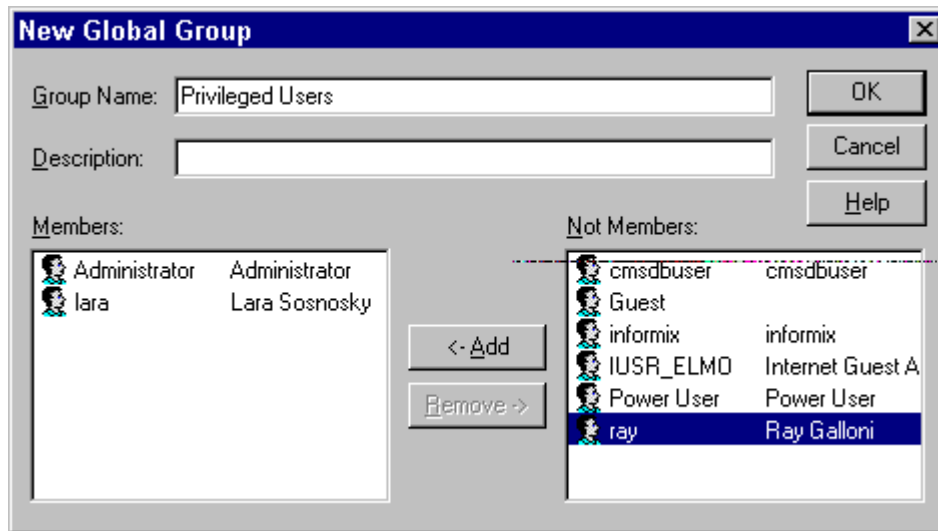 New Global Group
Group Name: Privileged Users
OK
Description:
Cancel
Help
Members:
Not Members:
Administrator Administrator
lara Lara Sosnosky
<- Add
Remove ->
cmsdbuser cmsdbuser
Guest
informix informix
IUSR_ELMO Internet Guest A
Power User Power User
ray Ray Galloni